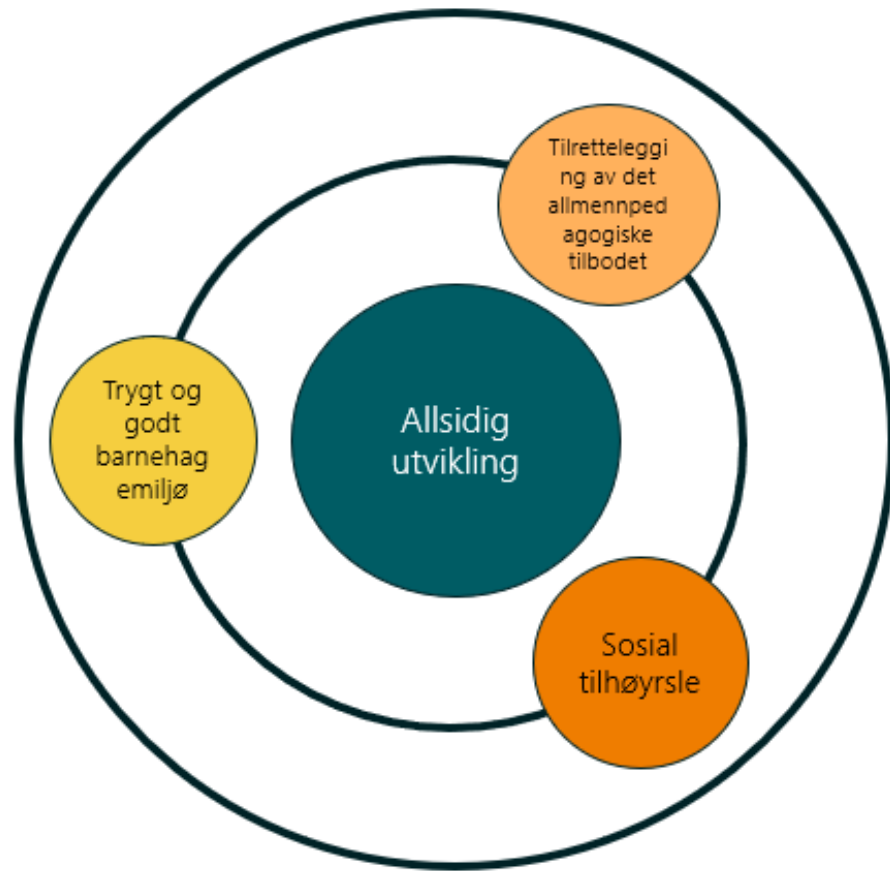 Tilretteleggi
ng av det
allmennped
agogiske
tilbodet
Trygt og
godt
barnehag
emiljø
Allsidig
utvikling
Sosial
tilhøyrsle